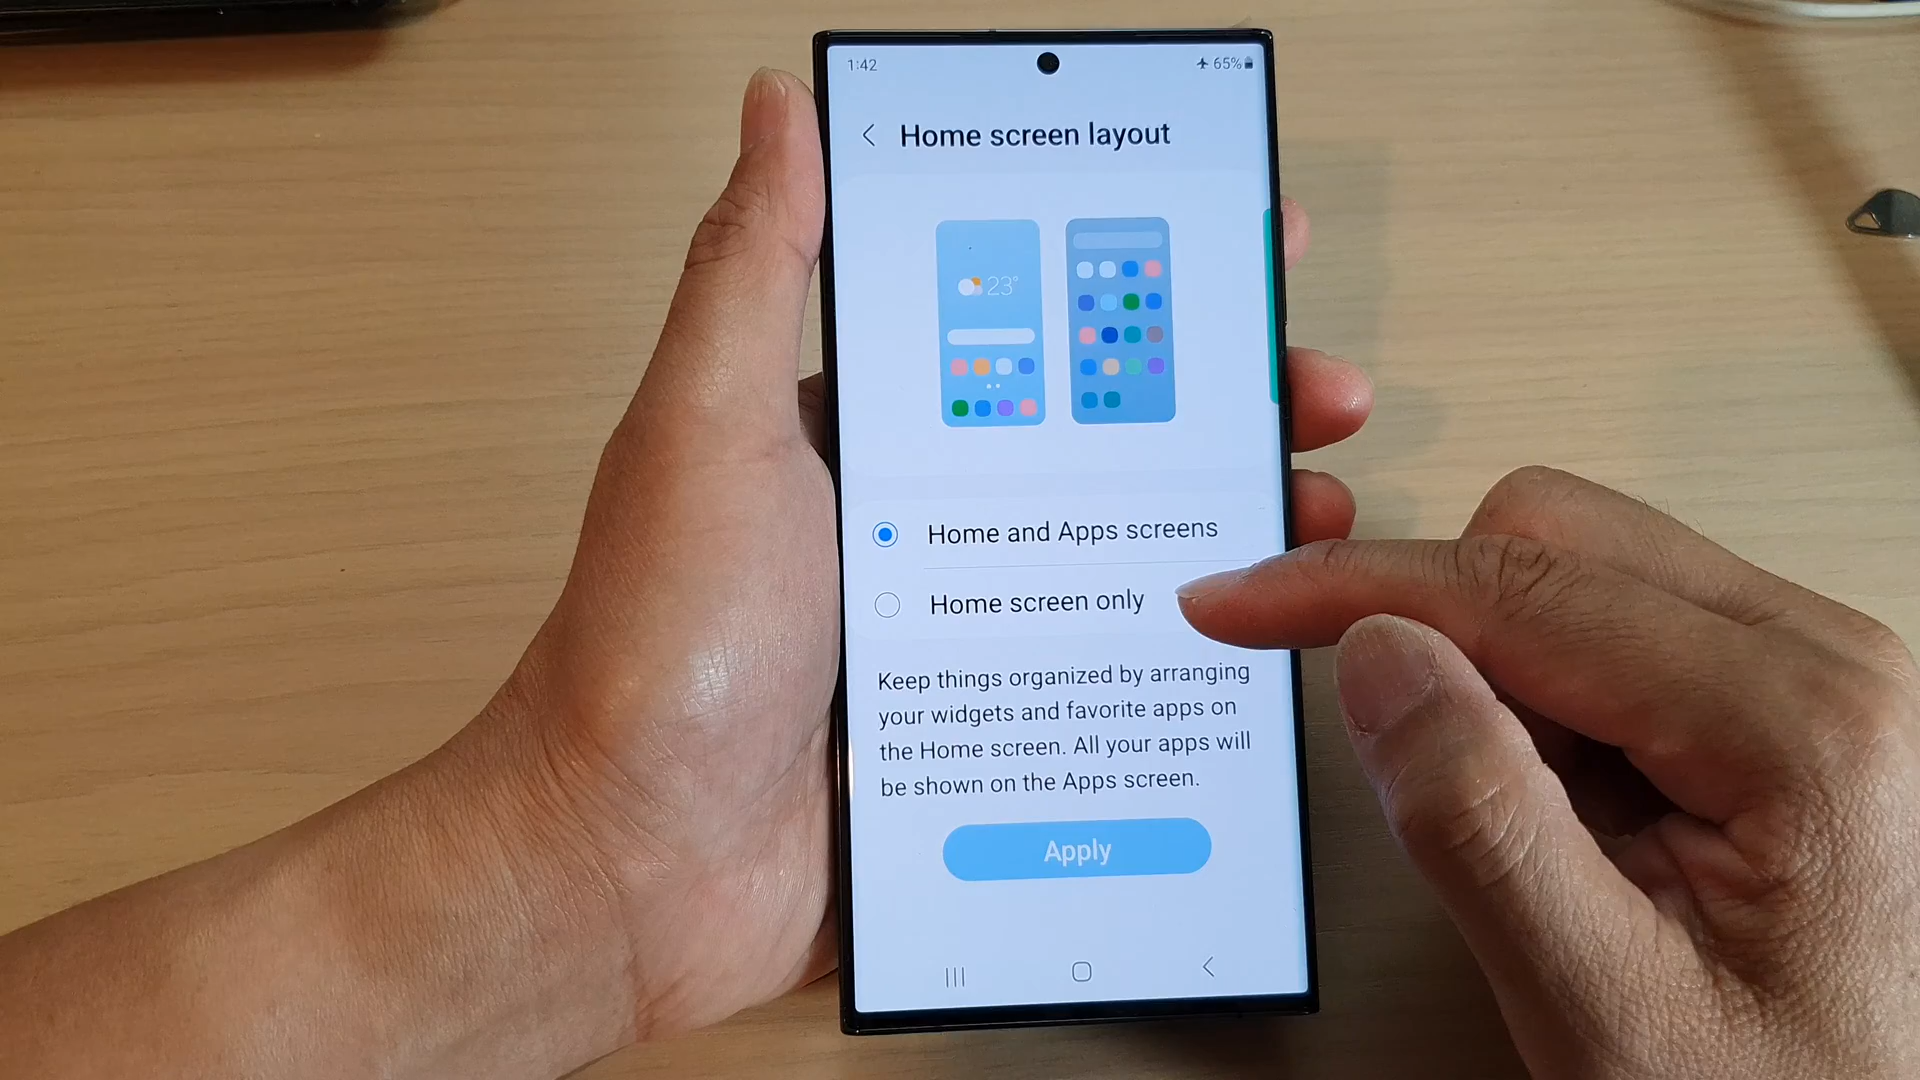 1:42
65%
Home screen layout
23°
Home and Apps screens
Home screen only
Keep things organized by arranging
your widgets and favorite apps on
the Home screen. All your apps will
be shown on the Apps screen.
Apply